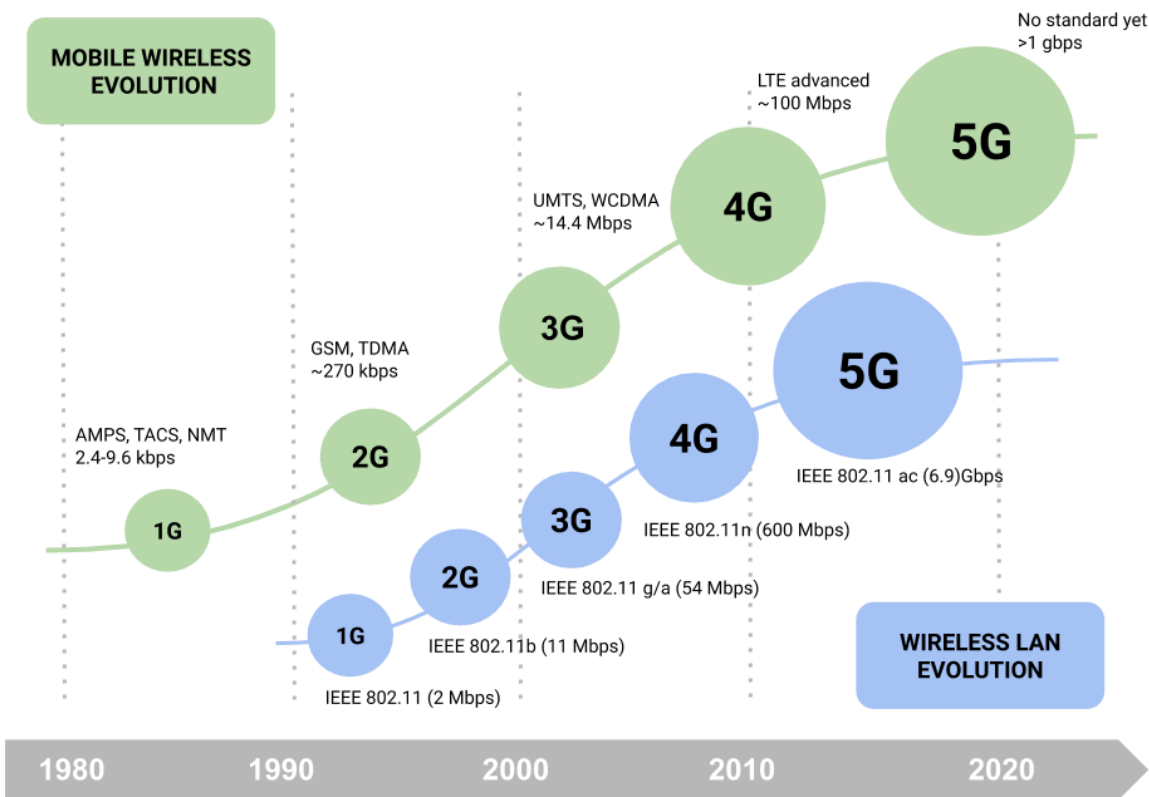 MOBILE WIRELESS
EVOLUTION
No standard yet
>1 gbps
LTE advanced
~100 Mbps
5G
4G
UMTS, WCDMA
~14.4 Mbps
3G
GSM, TDMA
~270 kbps
2G
AMPS, TACS, NMT
2.4-9.6 kbps
1G
5G
IEEE 802.11 ac (6.9)Gbps
4G
IEEE 802.11n (600 Mbps)
3G
IEEE 802.11 g/a (54 Mbps)
2G
IEEE 802.11b (11 Mbps)
1G
IEEE 802.11 (2 Mbps)
WIRELESS LAN
EVOLUTION
1980 1990 2000 2010 2020